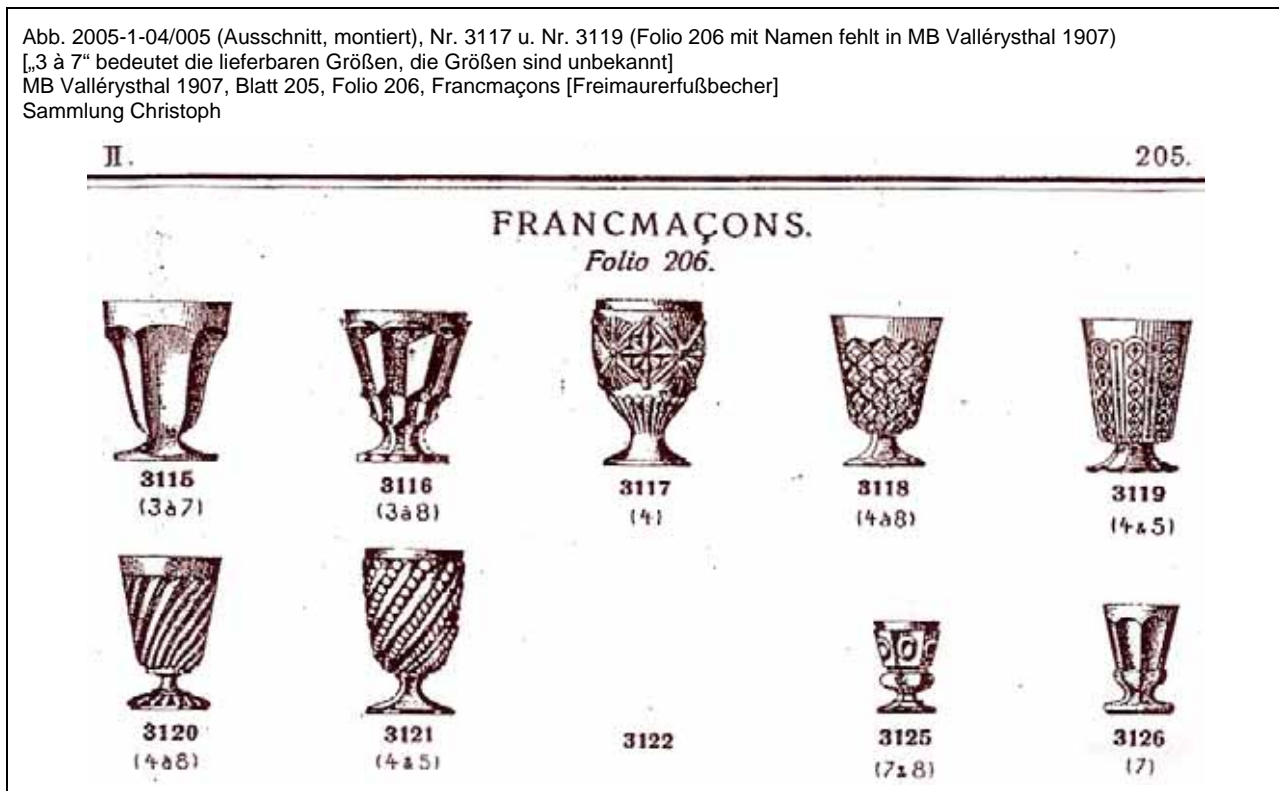 Abb. 2005-1-04/005 (Ausschnitt, montiert), Nr. 3117 u. Nr. 3119 (Folio 206 mit Namen fehlt in MB Vallérysthal 1907)
[„3 à 7“ bedeutet die lieferbaren Größen, die Größen sind unbekannt]
MB Vallérysthal 1907, Blatt 205, Folio 206, Francmaçons [Freimaurerfußbecher]
Sammlung Christoph
II. 205.
FRANCMAÇONS.
Folio 206.
3115 3116 3117 3118 3119
(3à7) (3à8) (4) (4à8) (4&5)
3120 3121 3122 3125 3126
(4à8) (4&5) (7&8) (7)